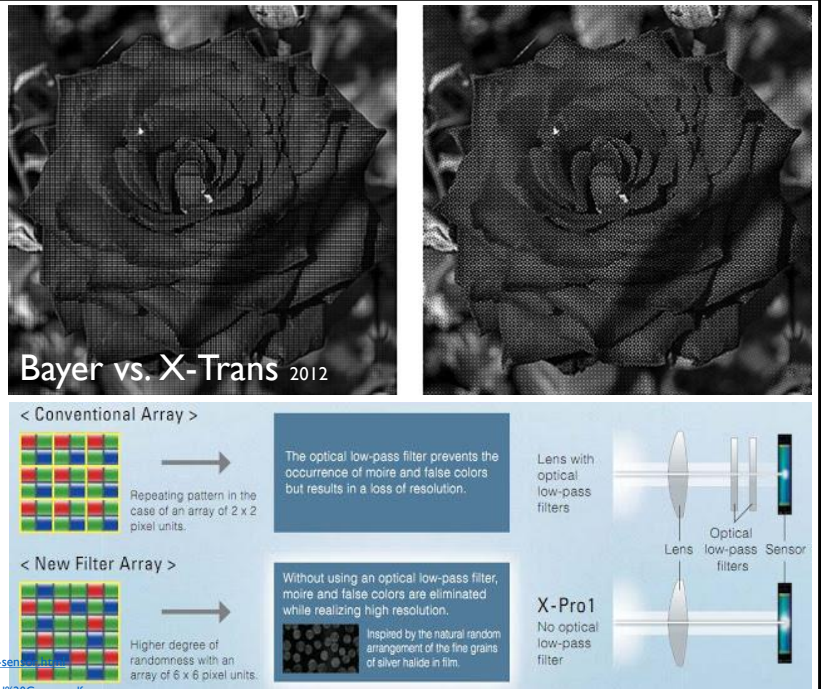 Bayer vs. X-Trans 2012
< Conventional Array >
Repeating pattern in the
case of an array of 2 x 2
pixel units.
The optical low-pass filter prevents the
occurrence of moire and false colors
but results in a loss of resolution.
Lens with
optical
low-pass
filters
Lens
Optical
low-pass
filters
Sensor
< New Filter Array >
Higher degree of
randomness with an
array of 6 x 6 pixel units.
Without using an optical low-pass filter,
moire and false colors are eliminated
while realizing high resolution.
Inspired by the natural random
arrangement of the fine grains
of silver halide in film.
X-Pro1
No optical
low-pass
filter